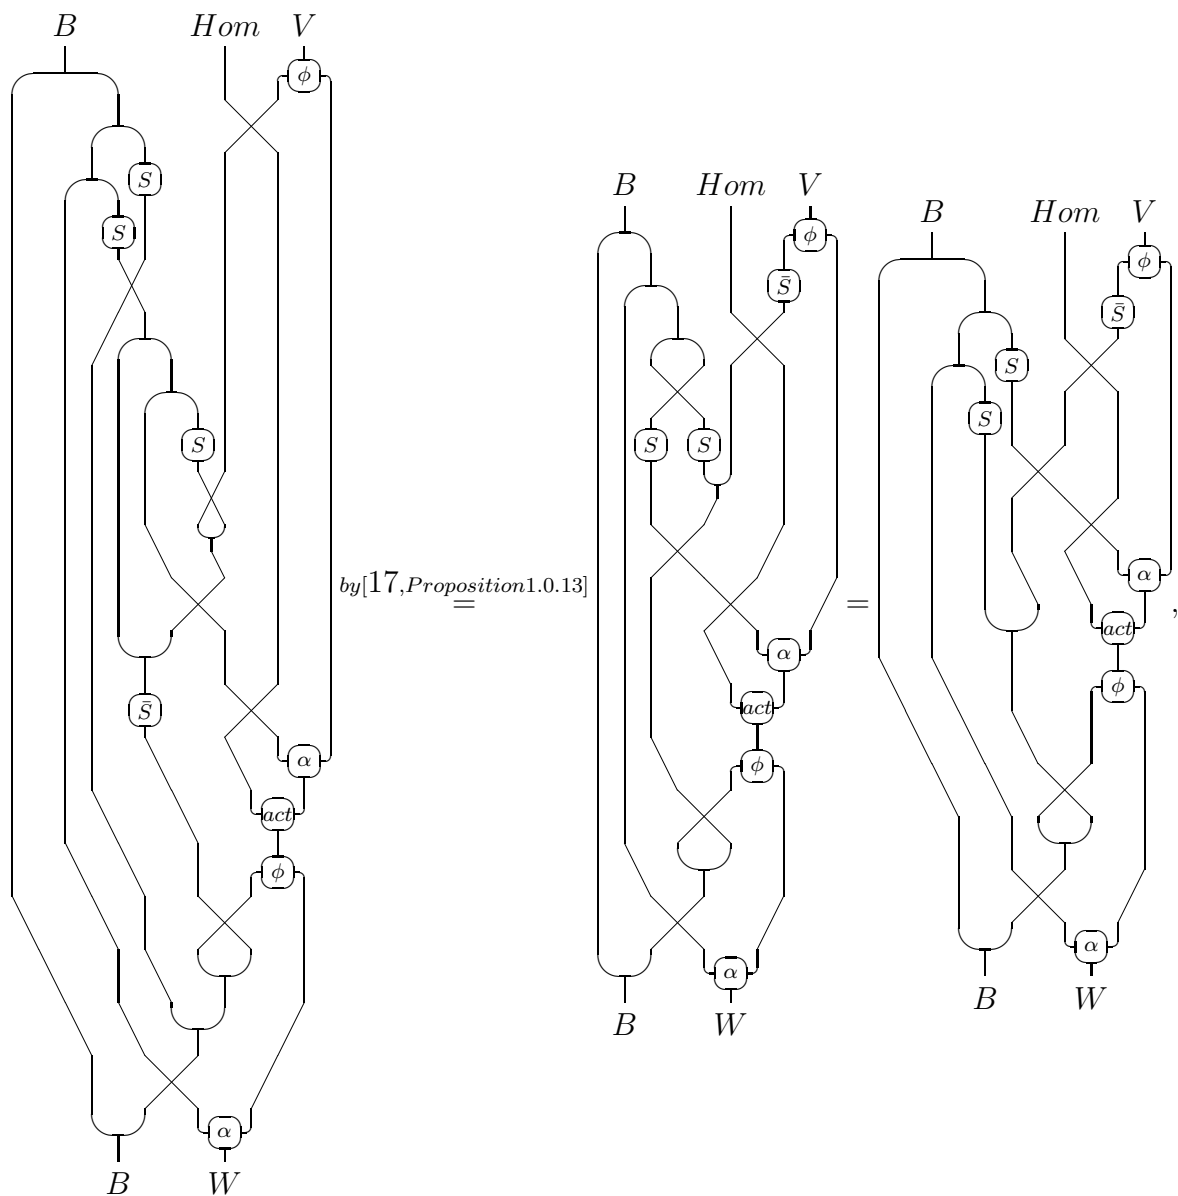 B Hom V
ϕ
S
S
S
S̄
α
act
ϕ
α
B W
by[17,Proposition1.0.13]
=
B Hom V
ϕ
S̄
S S
α
act
ϕ
α
B W
=
B Hom V
ϕ
S̄
S
S
α
act
ϕ
α
B W
,